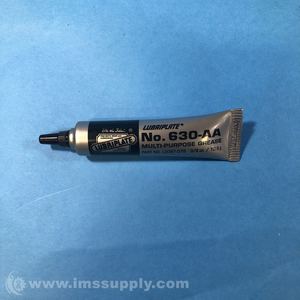 LUBRIPLATE®
No. 630-AA
MULTI-PURPOSE GREASE
LUBRIPLATE
www.imssupply.com